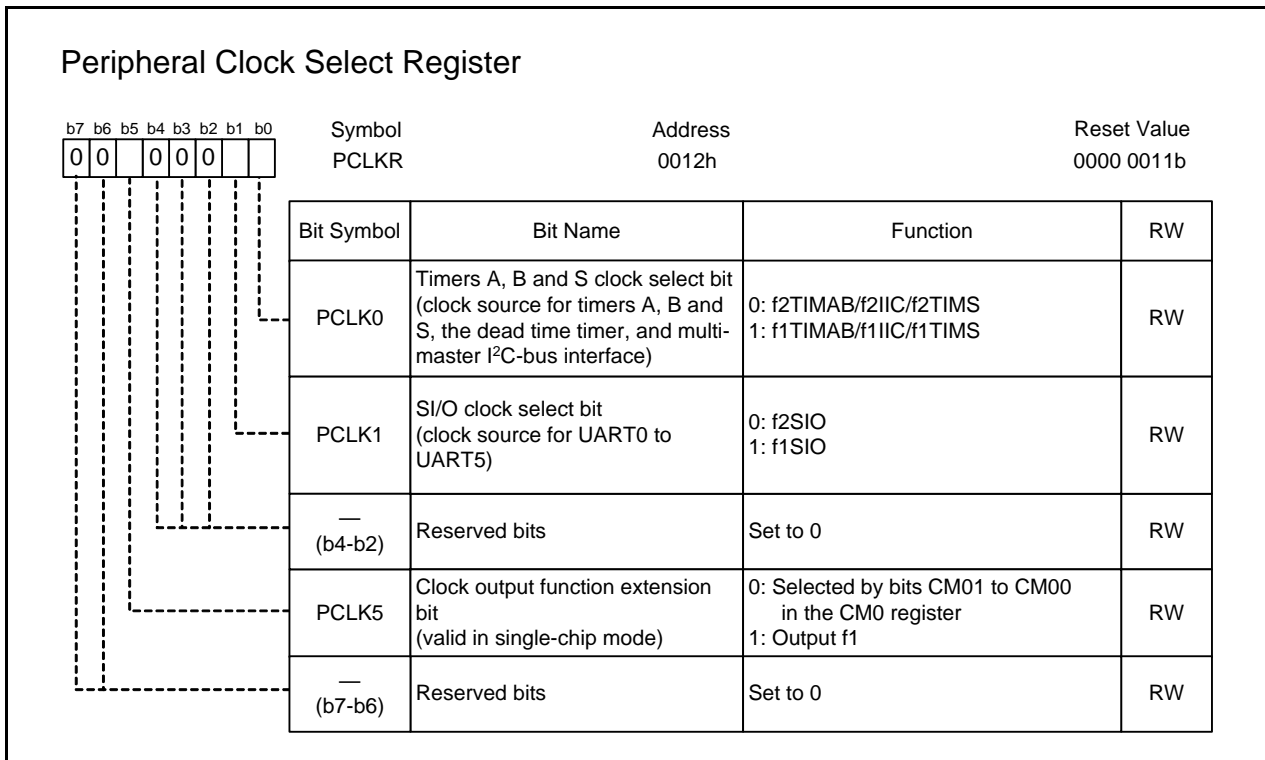 Peripheral Clock Select Register
b7 b6 b5 b4 b3 b2 b1 b0
0 0 0 0 0
Symbol Address Reset Value
PCLKR 0012h 0000 0011b
Bit Symbol Bit Name Function RW
PCLK0
Timers A, B and S clock select bit
(clock source for timers A, B and
S, the dead time timer, and multi-
master I²C-bus interface)
0: f2TIMAB/f2IIC/f2TIMS
1: f1TIMAB/f1IIC/f1TIMS
RW
PCLK1
SI/O clock select bit
(clock source for UART0 to
UART5)
0: f2SIO
1: f1SIO
RW
—
(b4-b2)
Reserved bits
Set to 0
RW
PCLK5
Clock output function extension
bit
(valid in single-chip mode)
0: Selected by bits CM01 to CM00
in the CM0 register
1: Output f1
RW
—
(b7-b6)
Reserved bits
Set to 0
RW